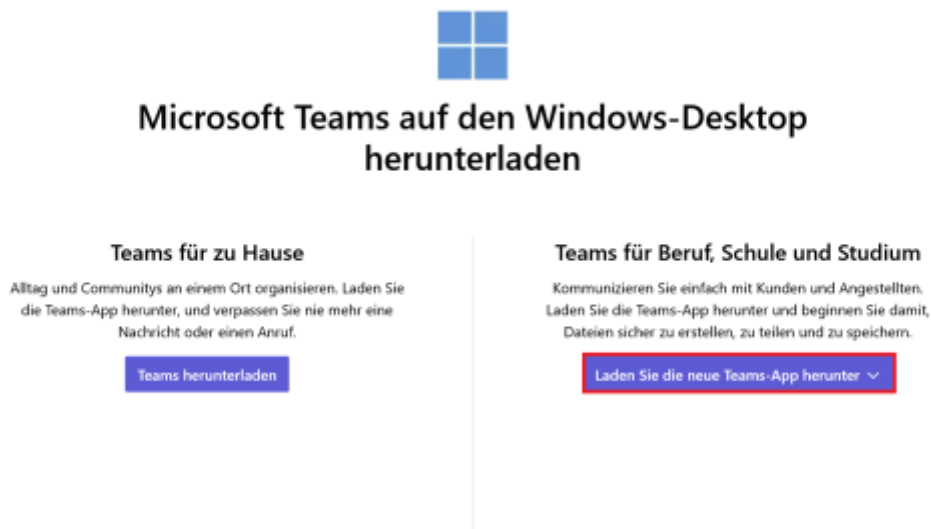 Microsoft Teams auf den Windows-Desktop
herunterladen
Teams für zu Hause
Alltag und Communitys an einem Ort organisieren. Laden Sie
die Teams-App herunter, und verpassen Sie nie mehr eine
Nachricht oder einen Anruf.
Teams herunterladen
Teams für Beruf, Schule und Studium
Kommunizieren Sie einfach mit Kunden und Angestellten.
Laden Sie die Teams-App herunter und beginnen Sie damit,
Dateien sicher zu erstellen, zu teilen und zu speichern.
Laden Sie die neue Teams-App herunter